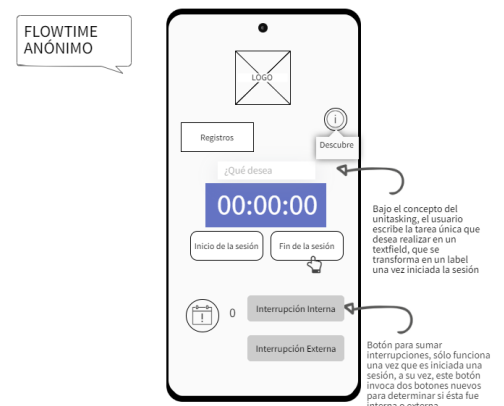 FLOWTIME
ANÓNIMO
LOGO
i
Registros
Descubre
¿Qué desea
00:00:00
Inicio de la sesión
Fin de la sesión
Bajo el concepto del
unitasking, el usuario
escribe la tarea única que
desea realizar en un
textfield, que se
transforma en un label
una vez iniciada la sesión
!
0
Interrupción Interna
Interrupción Externa
Botón para sumar
interrupciones, sólo funciona
una vez que es iniciada una
sesión, a su vez, este botón
invoca dos botones nuevos
para determinar si ésta fue
interna o externa